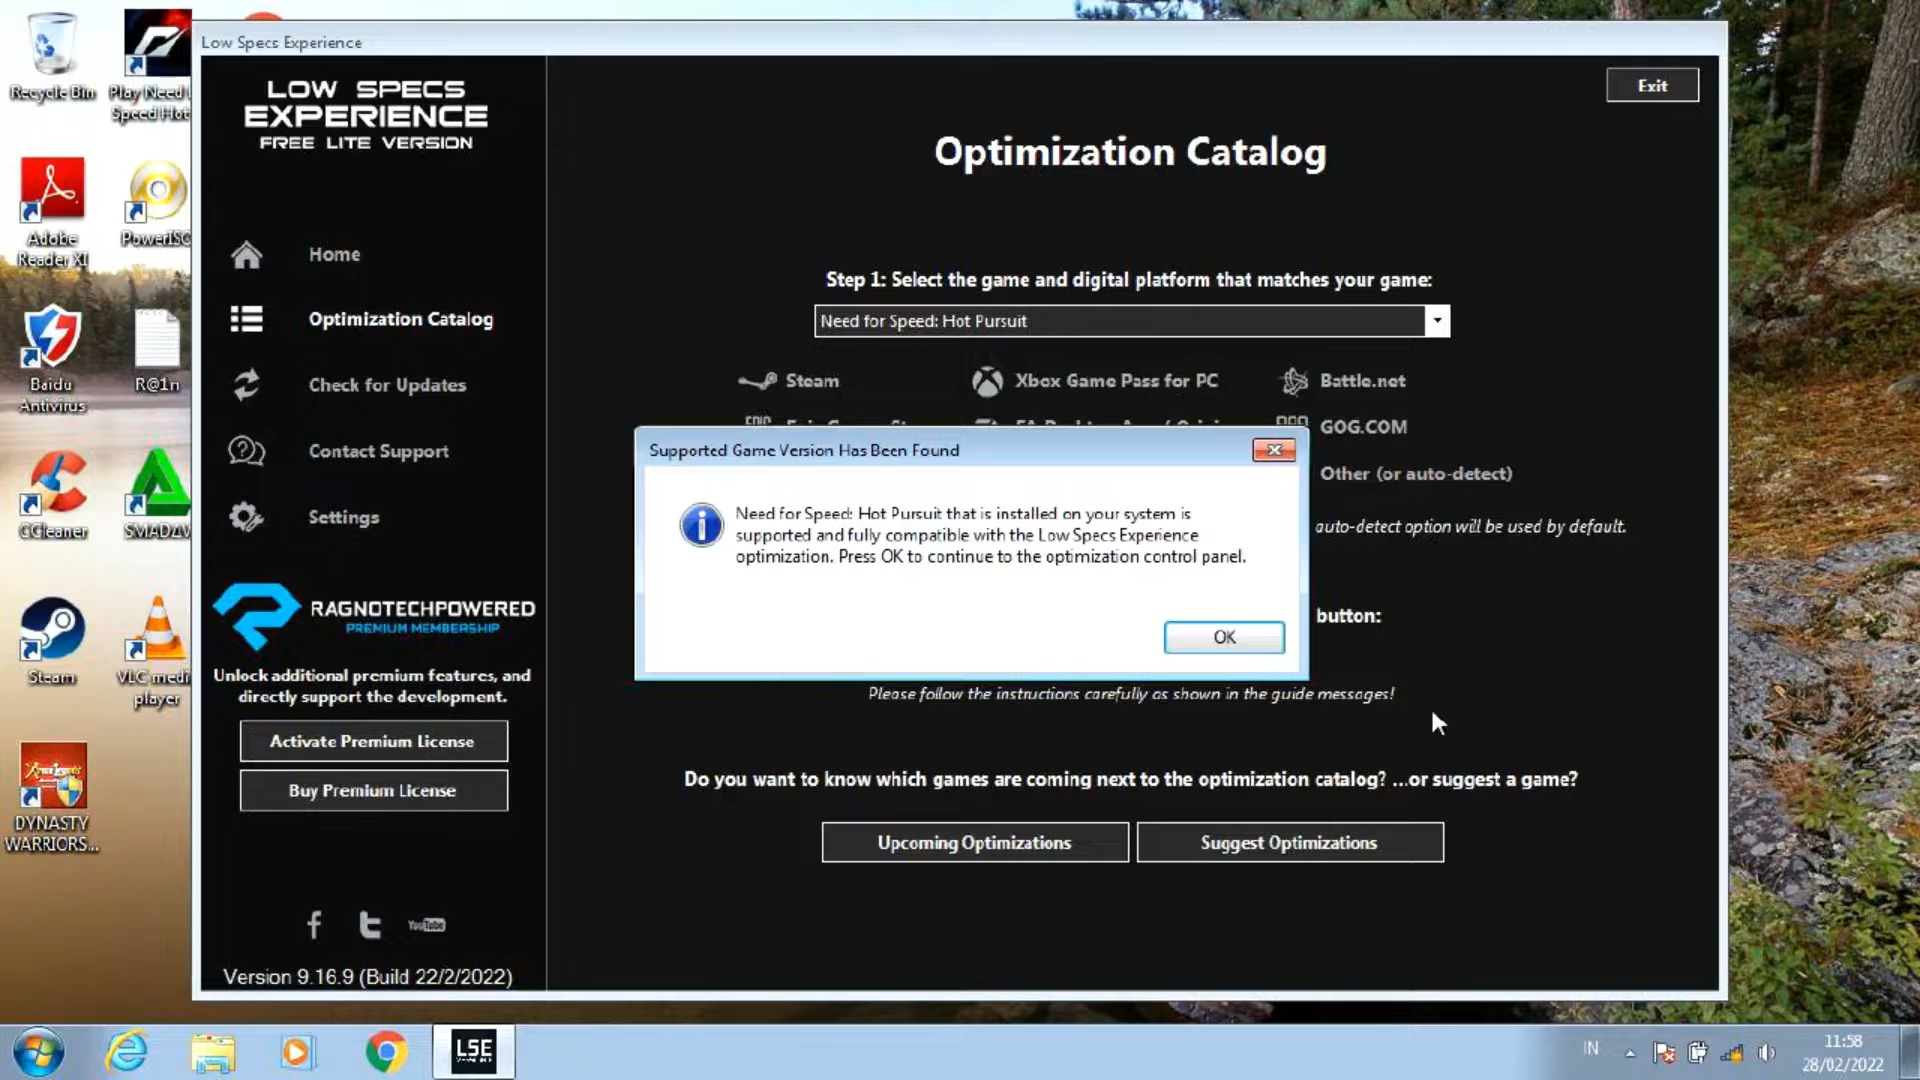 Low Specs Experience
LOW SPECS
EXPERIENCE
FREE LITE VERSION
Exit
Optimization Catalog
Home
Optimization Catalog
Check for Updates
Contact Support
Settings
RAGNOTECHPOWERED
PREMIUM MEMBERSHIP
Unlock additional premium features, and
directly support the development.
Activate Premium License
Buy Premium License
YouTube
Version 9.16.9 (Build 22/2/2022)
Step 1: Select the game and digital platform that matches your game:
Need for Speed: Hot Pursuit
Steam
Xbox Game Pass for PC
Battle.net
GOG.COM
Other (or auto-detect)
auto-detect option will be used by default.
button:
Supported Game Version Has Been Found
Need for Speed: Hot Pursuit that is installed on your system is
supported and fully compatible with the Low Specs Experience
optimization. Press OK to continue to the optimization control panel.
OK
Please follow the instructions carefully as shown in the guide messages!
Do you want to know which games are coming next to the optimization catalog? ...or suggest a game?
Upcoming Optimizations
Suggest Optimizations
Recycle Bin
Play Need
Speed Hot
Adobe
Reader XI
PowerISO
Baidu
Antivirus
R@1n
CCleaner
SMADAV
Steam
VLC medi
player
DYNASTY
WARRIORS...
LSE
IN
11:58
28/02/2022